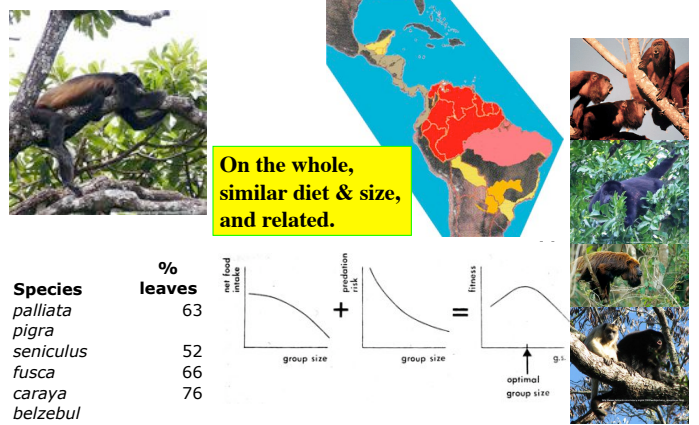 On the whole,
similar diet & size,
and related.
%
Species leaves
palliata 63
pigra
seniculus 52
fusca 66
caraya 76
belzebul
net food
intake
group size
+
predation
risk
group size
=
fitness
g.s.
optimal
group size